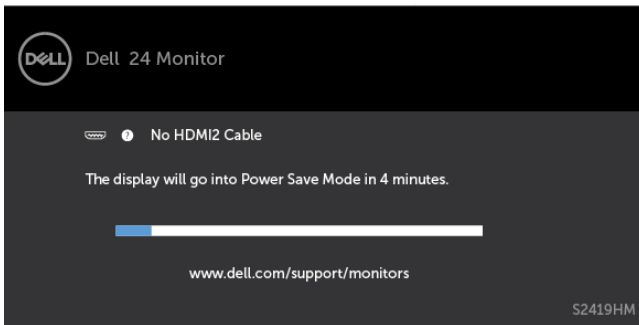 DELL
Dell 24 Monitor
? No HDMI2 Cable
The display will go into Power Save Mode in 4 minutes.
www.dell.com/support/monitors
S2419HM